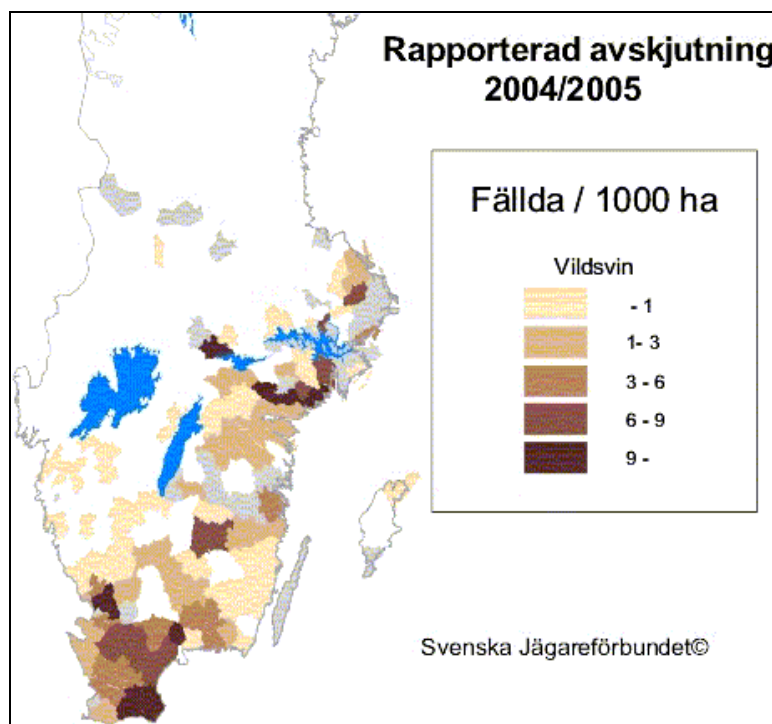 Rapporterad avskjutning
2004/2005
Fällda / 1000 ha
Vildsvin
- 1
1- 3
3 - 6
6 - 9
9 -
Svenska Jägareförbundet©